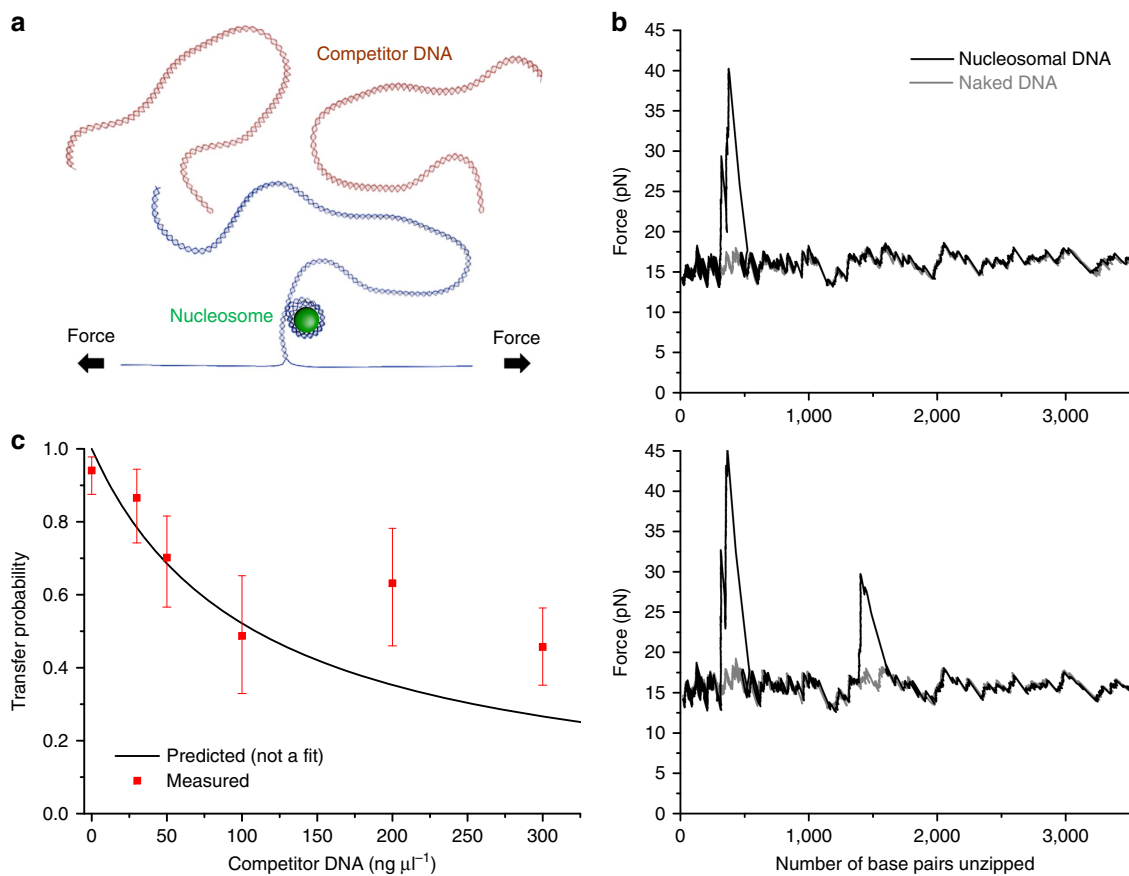 a
Competitor DNA
Nucleosome
Force
Force
b
Nucleosomal DNA
Naked DNA
45
40
35
30
25
20
15
10
5
0
Force (pN)
0
1,000
2,000
3,000
45
40
35
30
25
20
15
10
5
0
Force (pN)
0
1,000
2,000
3,000
Number of base pairs unzipped
c
1.0
0.8
0.6
0.4
0.2
0.0
Transfer probability
Predicted (not a fit)
Measured
0
50
100
150
200
250
300
Competitor DNA (ng µl⁻¹)